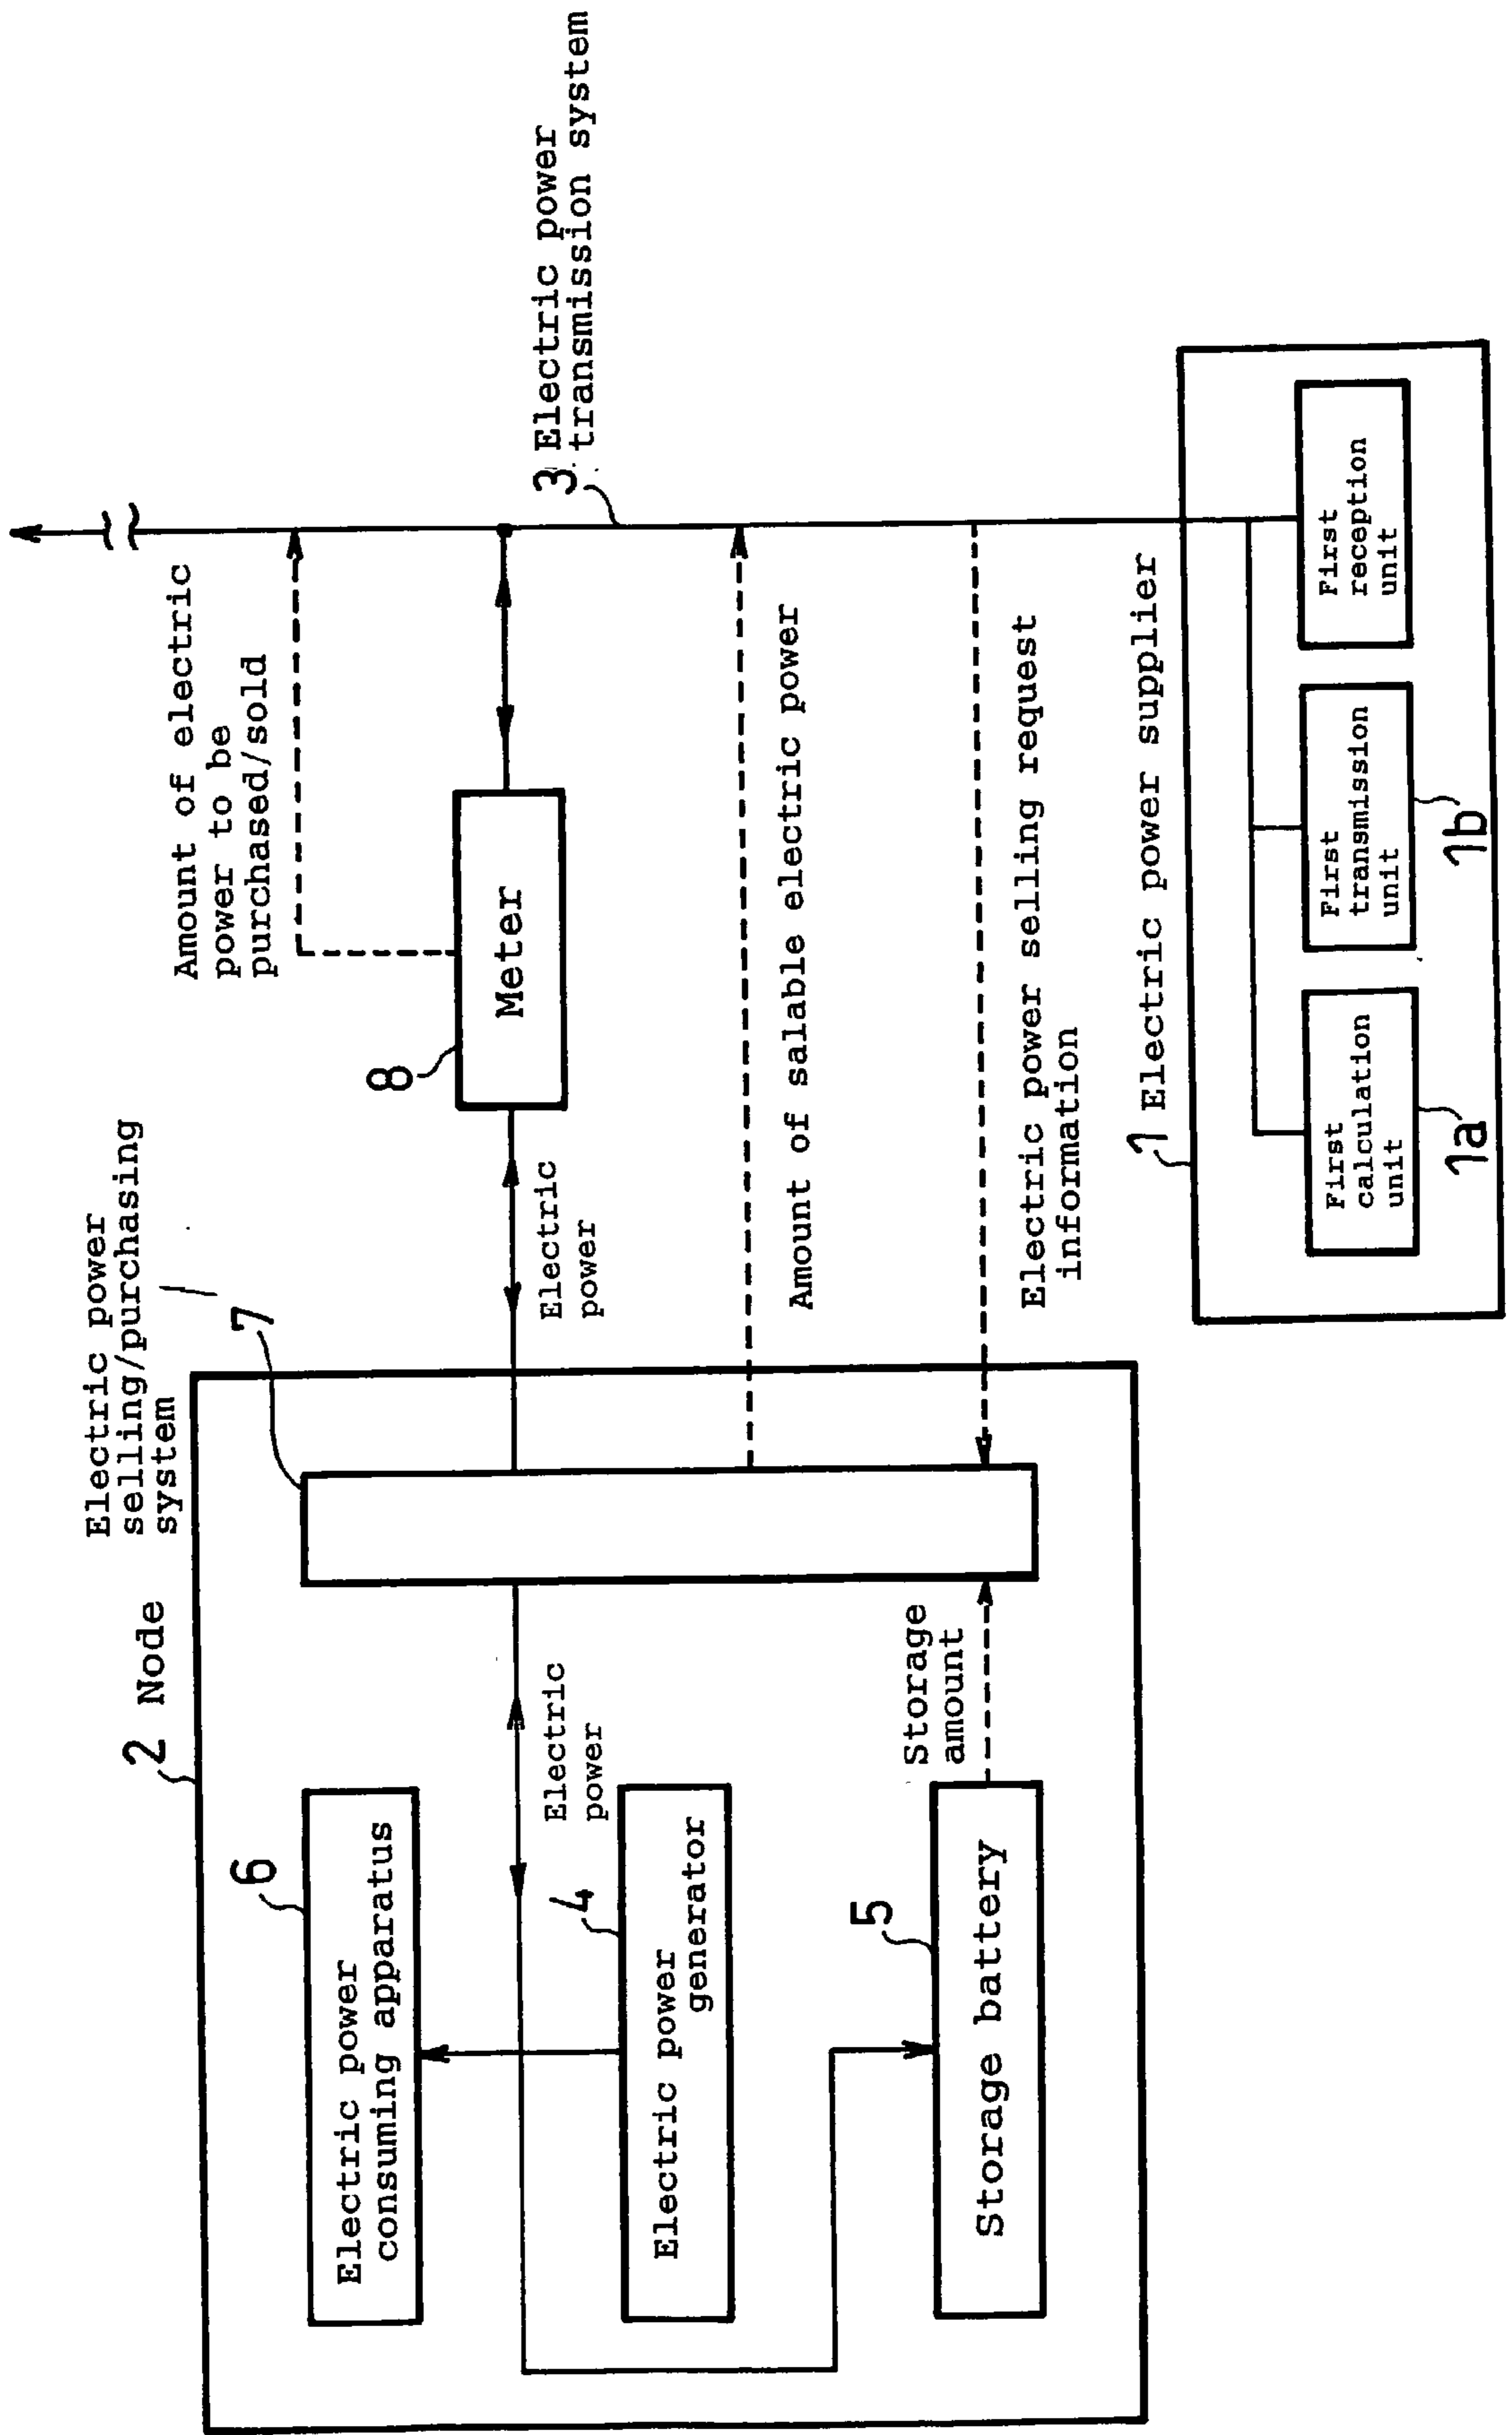 Electric power
selling/purchasing
system
7
2 Node
6
Electric power
consuming apparatus
Electric
power
4
Electric power
generator
5
Storage battery
Storage
amount
Electric
power
8
Meter
Amount of electric
power to be
purchased/sold
3 Electric power
transmission system
Amount of salable electric power
Electric power selling request
information
1 Electric power supplier
First
calculation
unit
1a
First
transmission
unit
1b
First
reception
unit